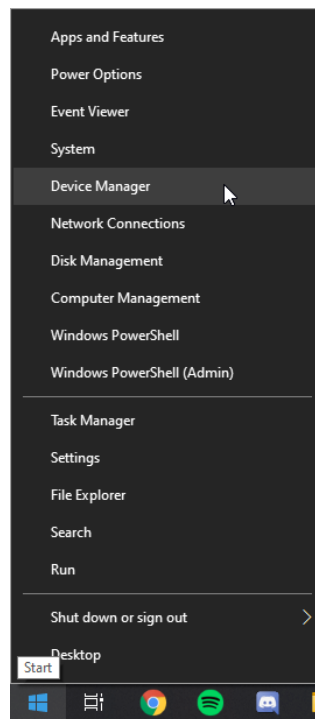 Apps and Features
Power Options
Event Viewer
System
Device Manager
Network Connections
Disk Management
Computer Management
Windows PowerShell
Windows PowerShell (Admin)
Task Manager
Settings
File Explorer
Search
Run
Shut down or sign out
Desktop
Start